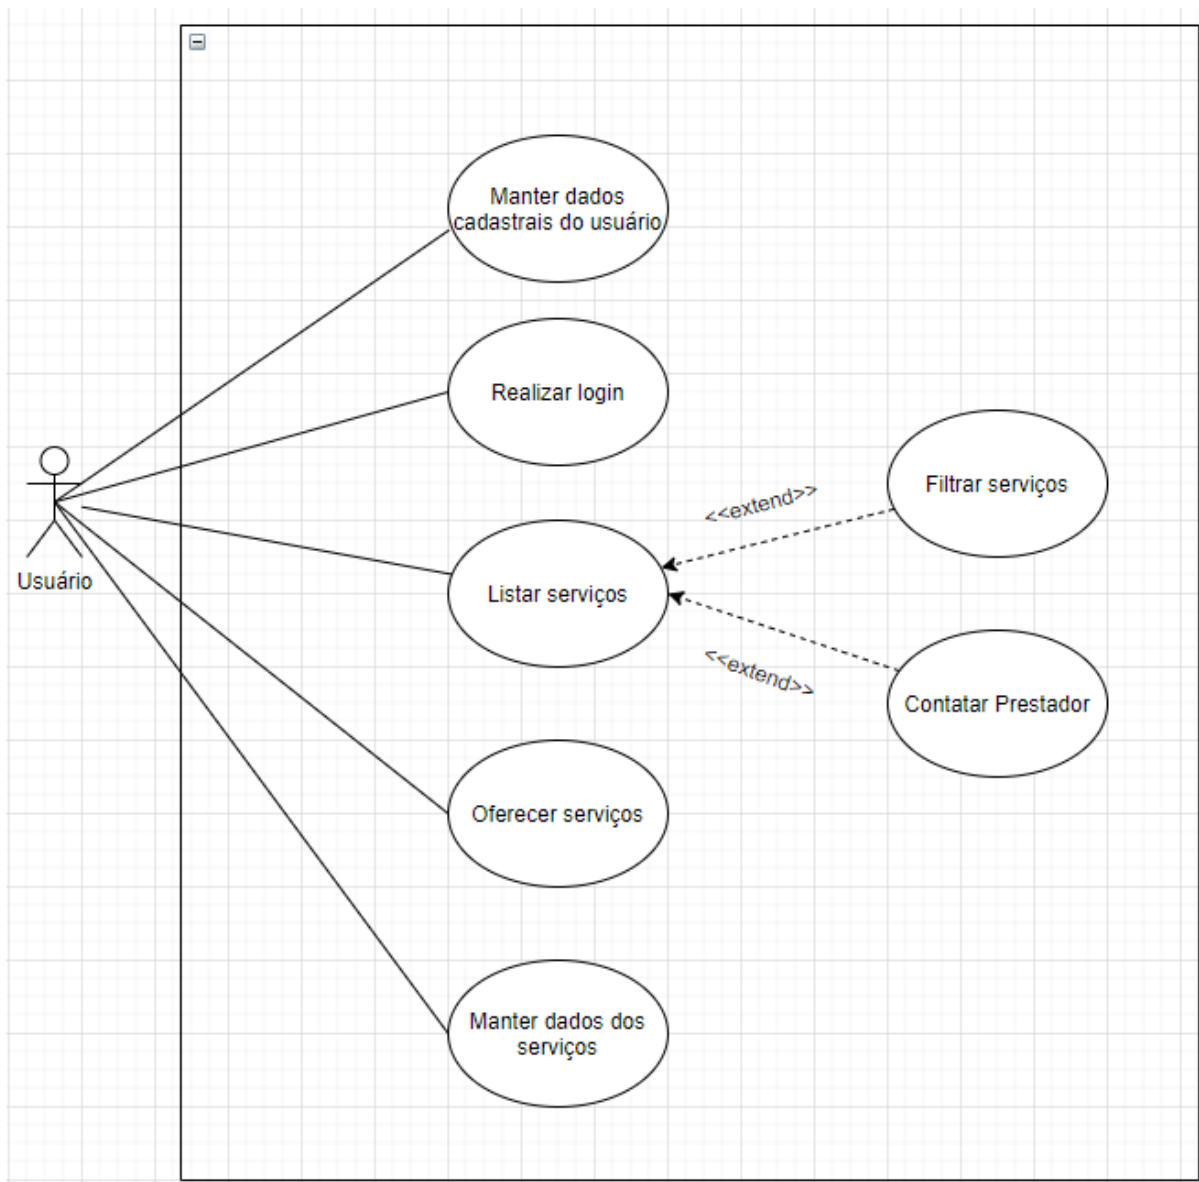 Manter dados
cadastrais do usuário
Realizar login
Filtrar serviços
<<extend>>
Usuário
Listar serviços
<<extend>>
Contatar Prestador
Oferecer serviços
Manter dados dos
serviços